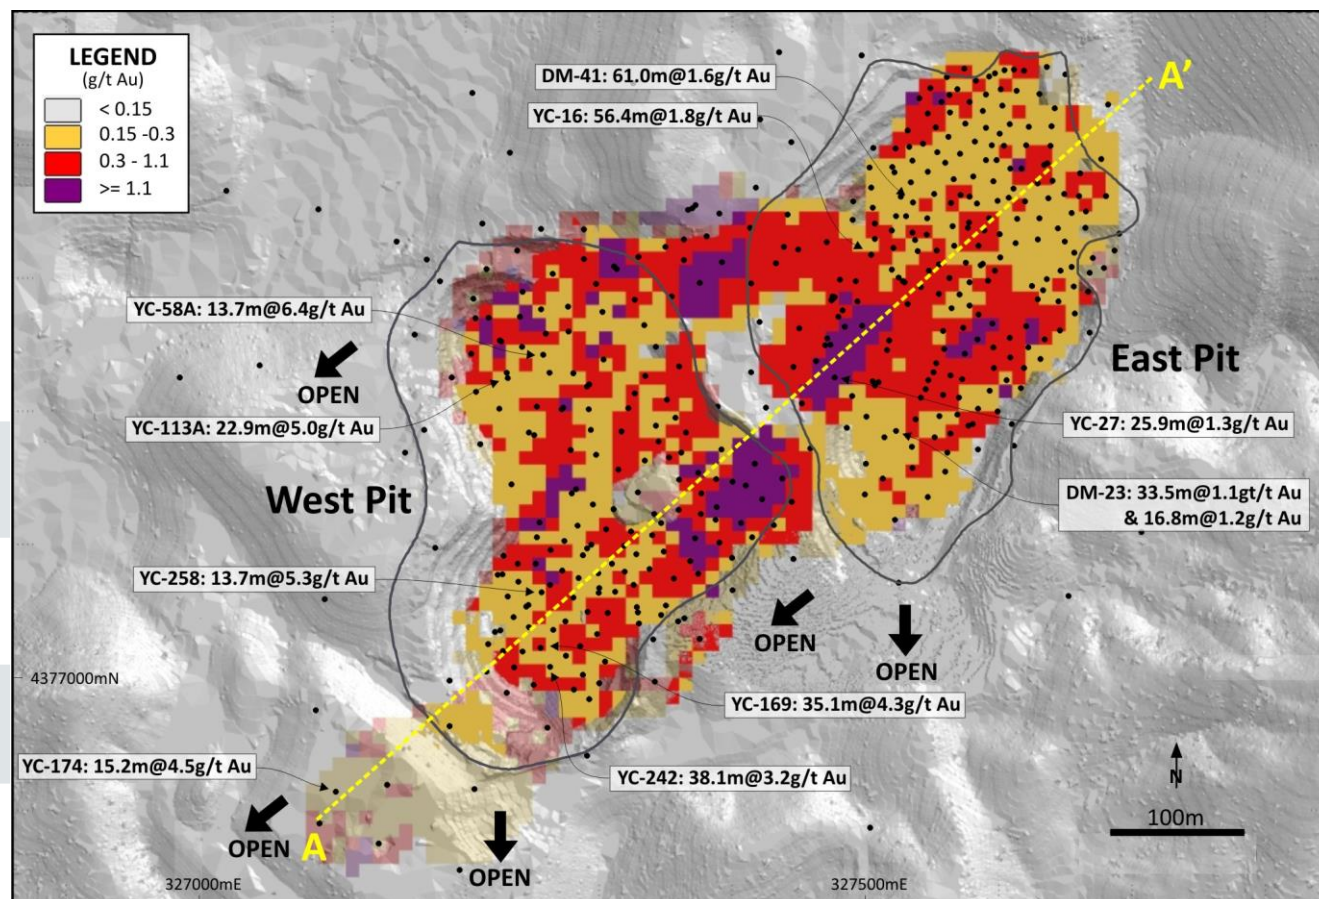 LEGEND
(g/t Au)
< 0.15
0.15 -0.3
0.3 - 1.1
>= 1.1
DM-41: 61.0m@1.6g/t Au
YC-16: 56.4m@1.8g/t Au
A’
YC-58A: 13.7m@6.4g/t Au
OPEN
YC-113A: 22.9m@5.0g/t Au
East Pit
YC-27: 25.9m@1.3g/t Au
West Pit
DM-23: 33.5m@1.1gt/t Au
& 16.8m@1.2g/t Au
YC-258: 13.7m@5.3g/t Au
OPEN
OPEN
4377000mN
YC-169: 35.1m@4.3g/t Au
YC-174: 15.2m@4.5g/t Au
YC-242: 38.1m@3.2g/t Au
N
100m
OPEN
A
OPEN
327000mE
327500mE